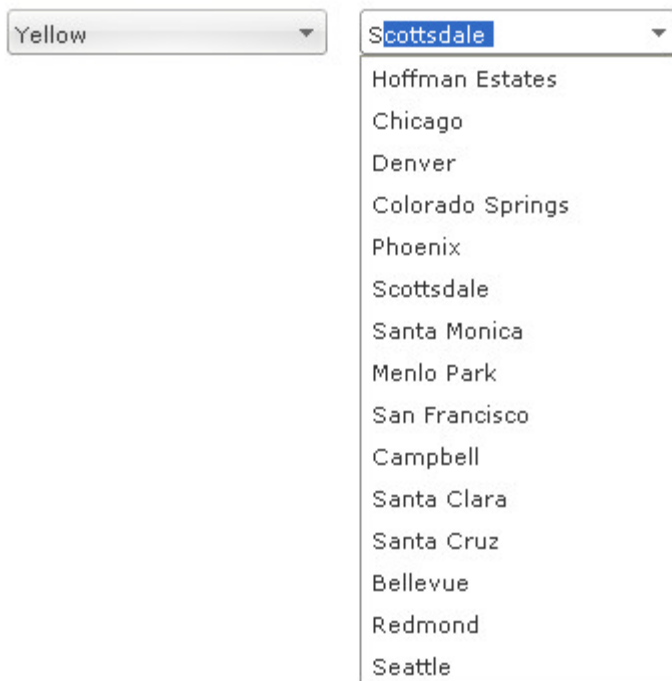 Yellow
Scottsdale
Hoffman Estates
Chicago
Denver
Colorado Springs
Phoenix
Scottsdale
Santa Monica
Menlo Park
San Francisco
Campbell
Santa Clara
Santa Cruz
Bellevue
Redmond
Seattle